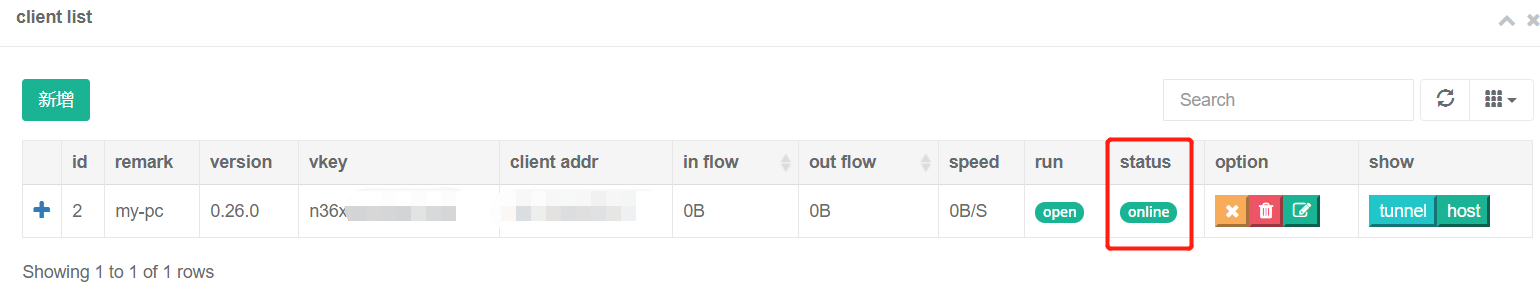 client list
新增
Search
id remark version vkey client addr in flow out flow speed run status option show
2 my-pc 0.26.0 n36x 0B 0B 0B/S open online tunnel host
Showing 1 to 1 of 1 rows